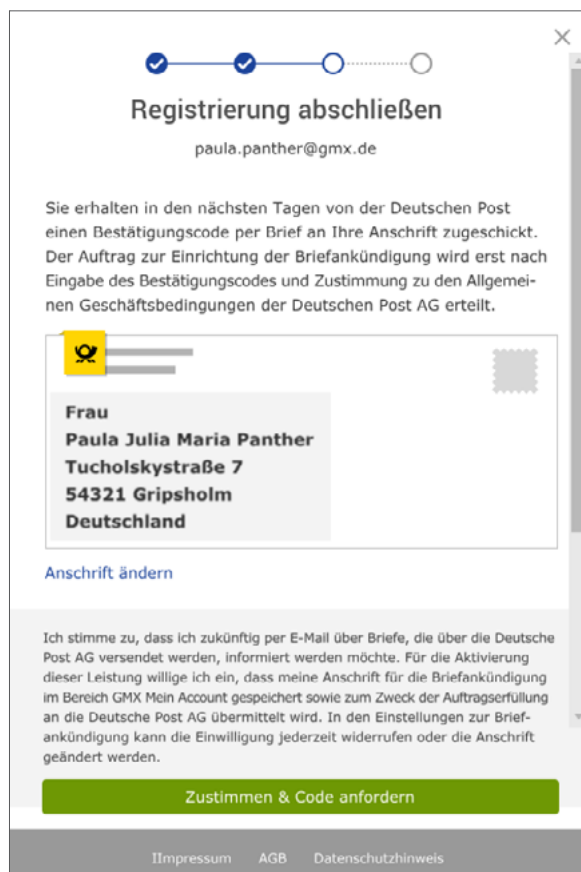 Registrierung abschließen
paula.panther@gmx.de
Sie erhalten in den nächsten Tagen von der Deutschen Post
einen Bestätigungscode per Brief an Ihre Anschrift zugeschickt.
Der Auftrag zur Einrichtung der Briefankündigung wird erst nach
Eingabe des Bestätigungscodes und Zustimmung zu den Allgemei-
nen Geschäftsbedingungen der Deutschen Post AG erteilt.
Frau
Paula Julia Maria Panther
Tucholskystraße 7
54321 Gripsholm
Deutschland
Anschrift ändern
Ich stimme zu, dass ich zukünftig per E-Mail über Briefe, die über die Deutsche
Post AG versendet werden, informiert werden möchte. Für die Aktivierung
dieser Leistung willige ich ein, dass meine Anschrift für die Briefankündigung
im Bereich GMX Mein Account gespeichert sowie zum Zweck der Auftragserfüllung
an die Deutsche Post AG übermittelt wird. In den Einstellungen zur Brief-
ankündigung kann die Einwilligung jederzeit widerrufen oder die Anschrift
geändert werden.
Zustimmen & Code anfordern
IImpressum AGB Datenschutzhinweis